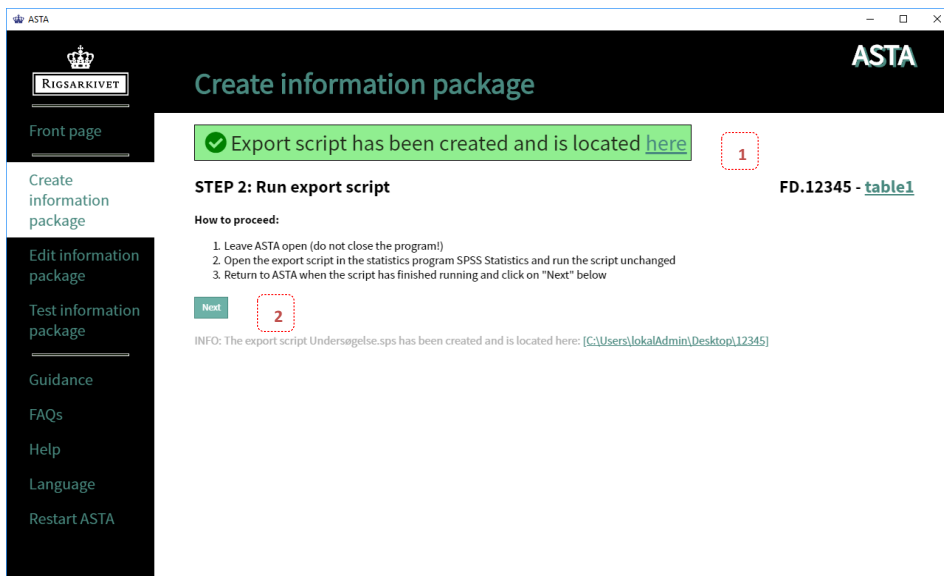 ASTA
RIGSARKIVET
ASTA
Create information package
Front page
Create
information
package
Edit information
package
Test information
package
Guidance
FAQs
Help
Language
Restart ASTA
Export script has been created and is located here
1
STEP 2: Run export script
FD.12345 - table1
How to proceed:
1. Leave ASTA open (do not close the program!)
2. Open the export script in the statistics program SPSS Statistics and run the script unchanged
3. Return to ASTA when the script has finished running and click on "Next" below
Next
2
INFO: The export script Undersøgelse.sps has been created and is located here: [C:\Users\lokalAdmin\Desktop\12345]